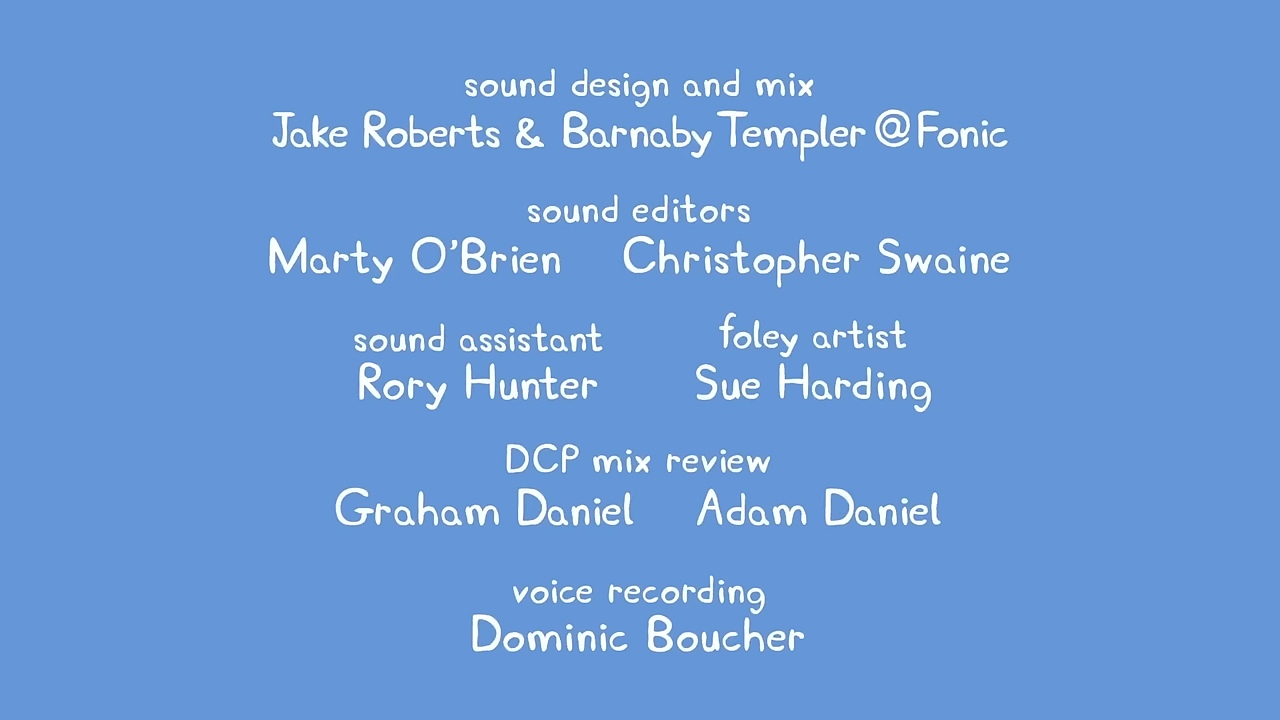 sound design and mix
Jake Roberts & Barnaby Templer @Fonic
sound editors
Marty O'Brien Christopher Swaine
sound assistant foley artist
Rory Hunter Sue Harding
DCP mix review
Graham Daniel Adam Daniel
voice recording
Dominic Boucher